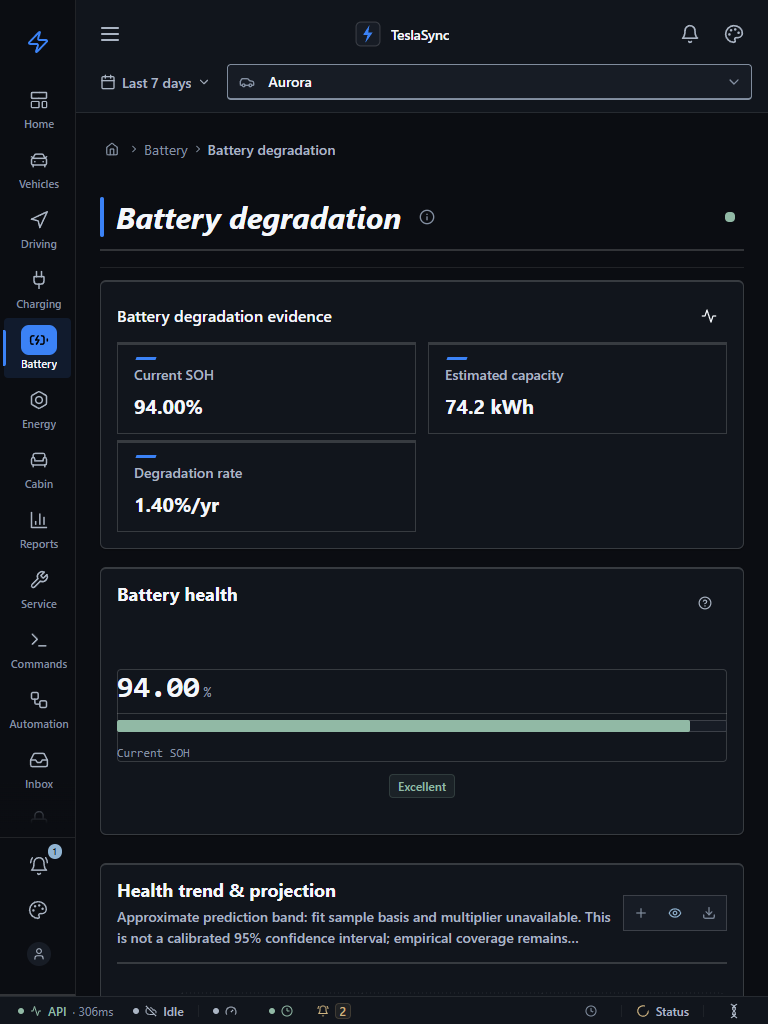 TeslaSync
Last 7 days
Aurora
Home
Vehicles
Driving
Charging
Battery
Energy
Cabin
Reports
Service
Commands
Automation
Inbox
1
Battery
Battery degradation
Battery degradation
Battery degradation evidence
Current SOH
94.00%
Estimated capacity
74.2 kWh
Degradation rate
1.40%/yr
Battery health
94.00%
Current SOH
Excellent
Health trend & projection
Approximate prediction band: fit sample basis and multiplier unavailable. This
is not a calibrated 95% confidence interval; empirical coverage remains...
API · 306ms
Idle
2
Status